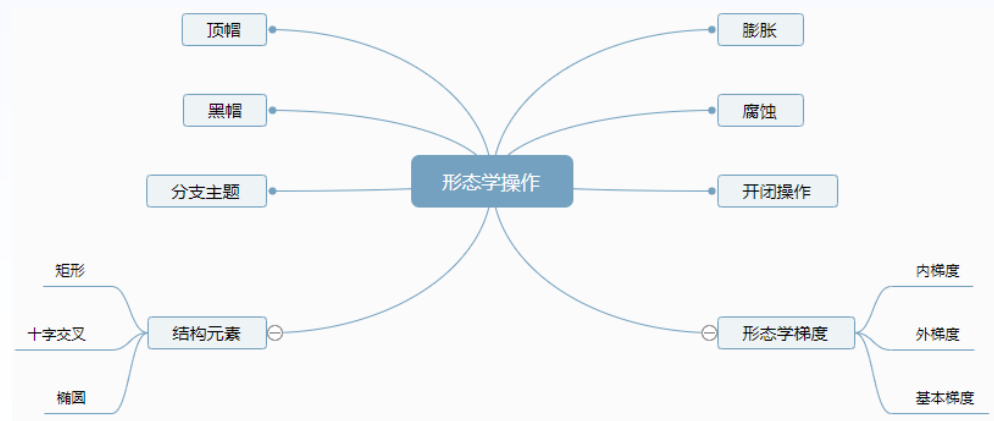 顶帽
膨胀
黑帽
腐蚀
形态学操作
分支主题
开闭操作
矩形
内梯度
十字交叉
结构元素
形态学梯度
外梯度
椭圆
基本梯度